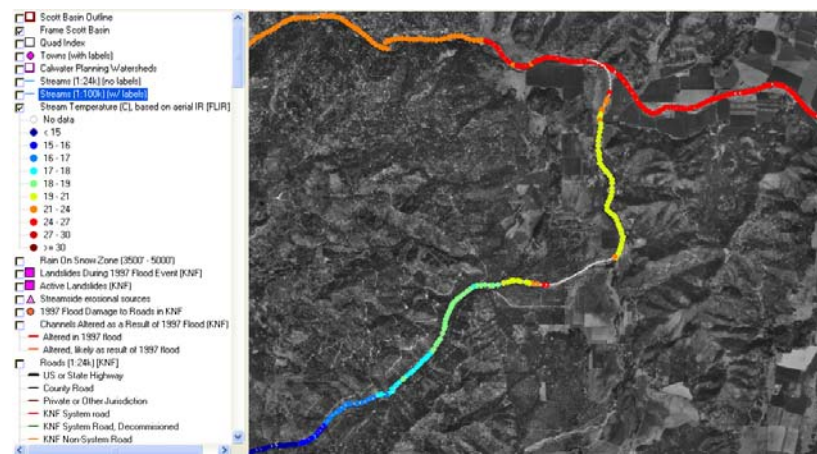 Scott Basin Outline
Frame Scott Basin
Quad Index
Towns (with labels)
Calwater Planning Watersheds
Streams (1:24k) (no labels)
Streams (1:100k) (w/ labels)
Stream Temperature (C), based on aerial IR [FLIR]
No data
< 15
15 - 16
16 - 17
17 - 18
18 - 19
19 - 21
21 - 24
24 - 27
27 - 30
>= 30
Rain On Snow Zone (3500' - 5000')
Landslides During 1997 Flood Event (KNF)
Active Landslides (KNF)
Streamside erosional sources
1997 Flood Damage to Roads in KNF
Channels Altered as a Result of 1997 Flood (KNF)
Altered in 1997 flood
Altered, likely as result of 1997 flood
Roads (1:24k) [KNF]
US or State Highway
County Road
Private or Other Jurisdiction
KNF System road
KNF System Road, Decommisioned
KNF Non-System Road